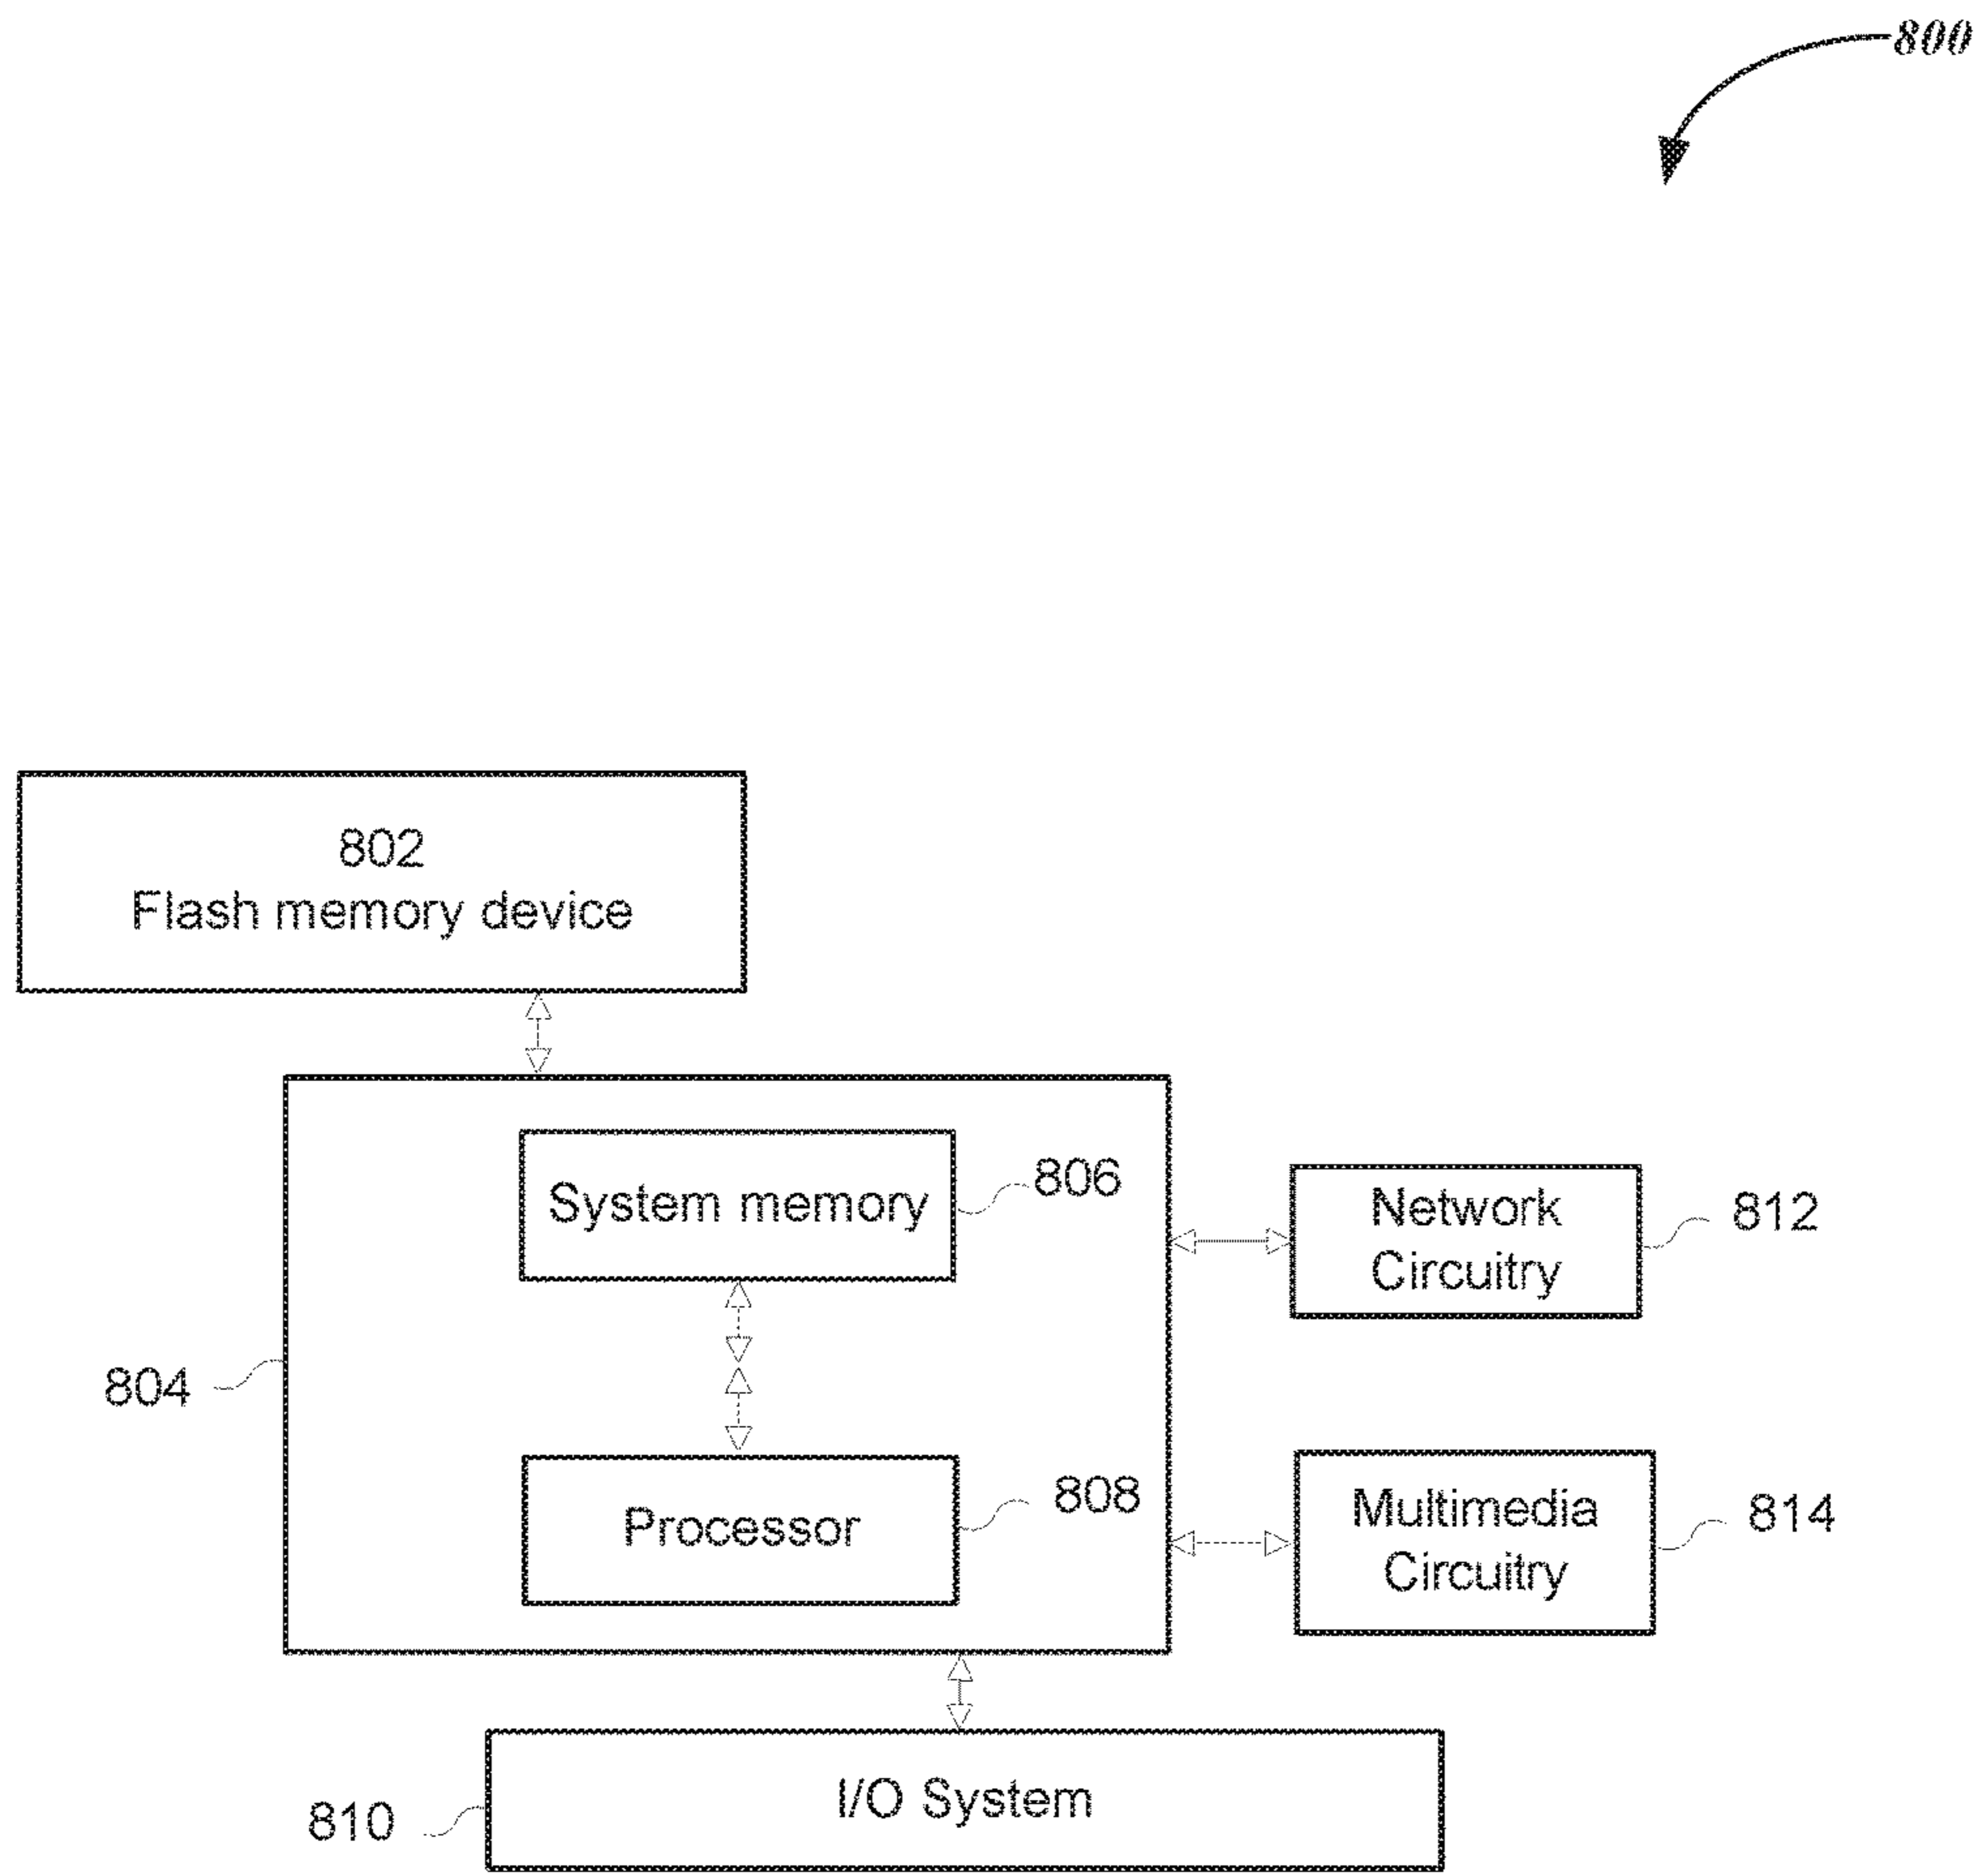 800
802
Flash memory device
System memory
806
Network
Circuitry
812
804
Processor
808
Multimedia
Circuitry
814
I/O System
810